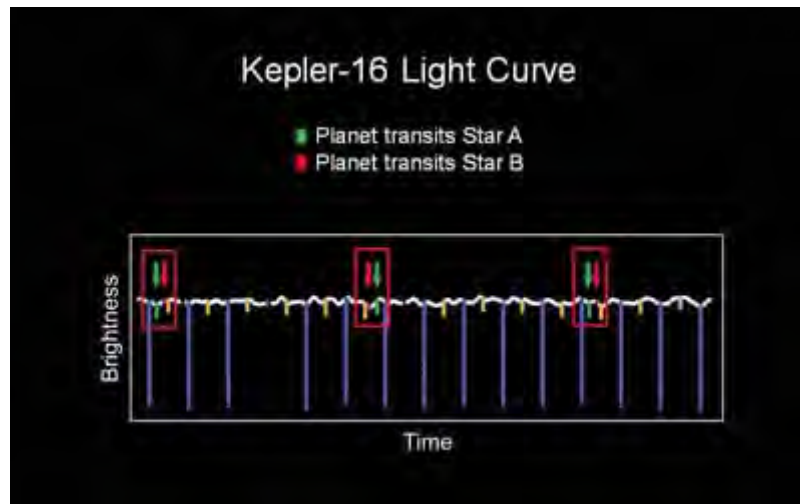 Kepler-16 Light Curve
Planet transits Star A
Planet transits Star B
Brightness
Time